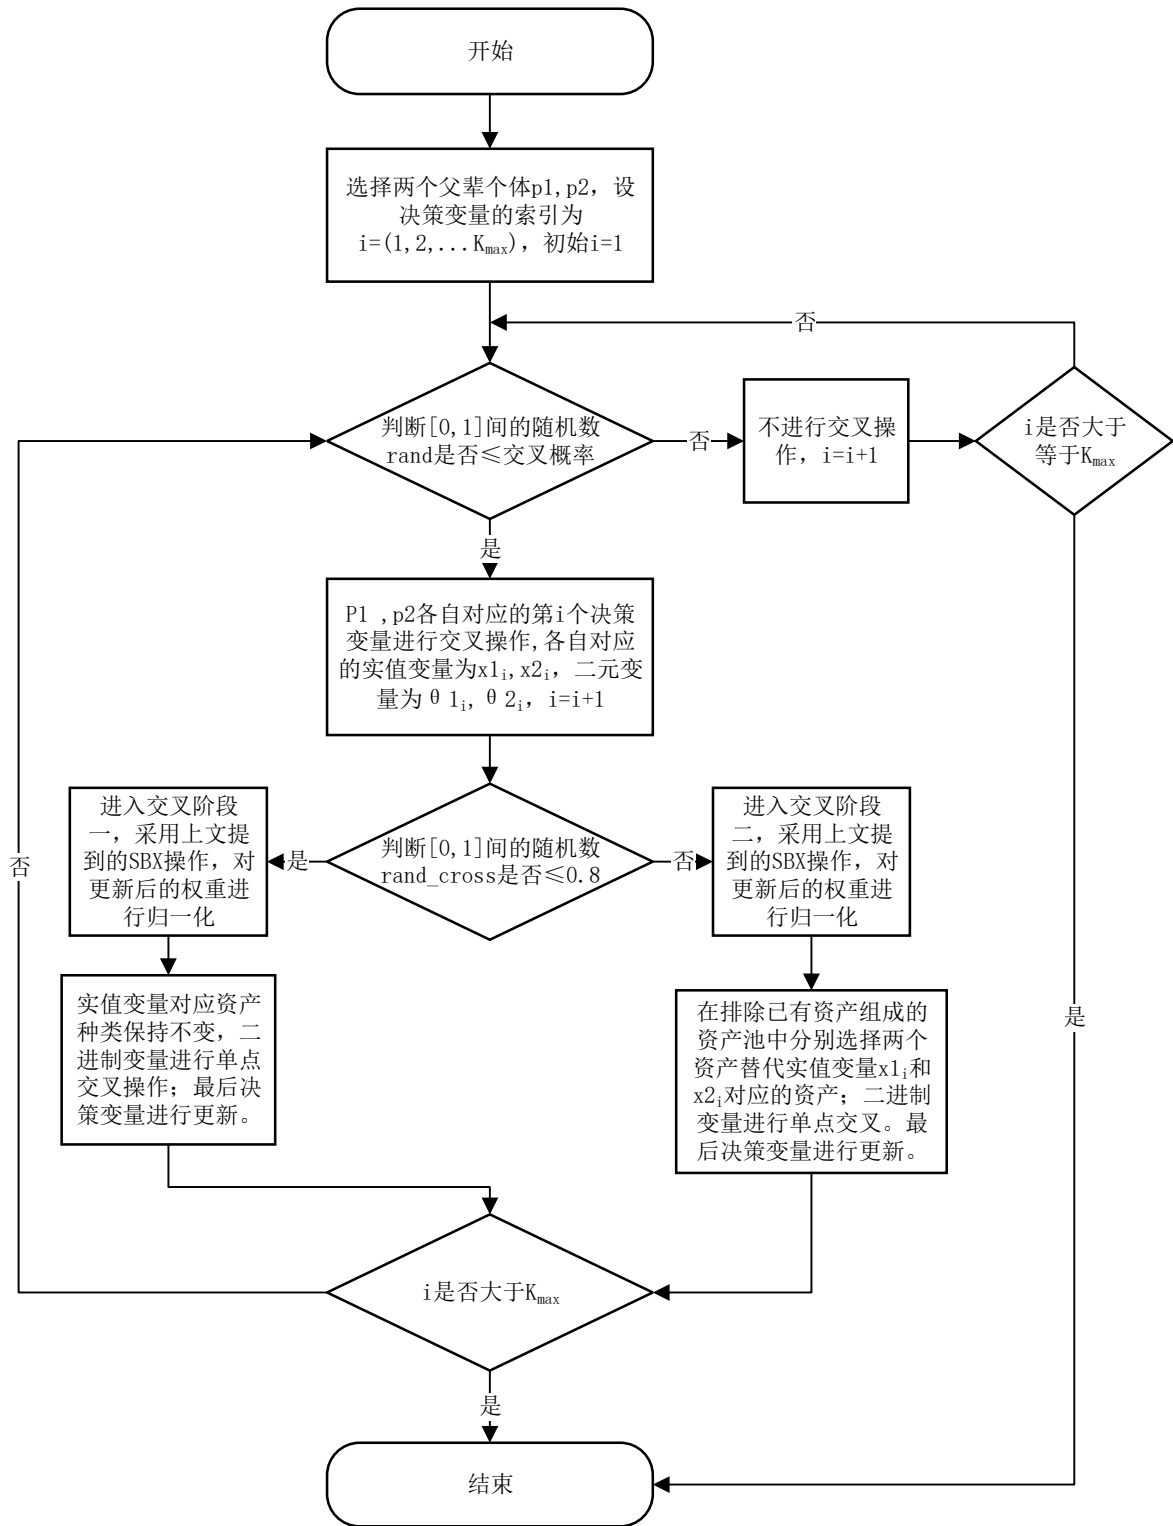 开始
选择两个父辈个体p1,p2，设
决策变量的索引为
i=(1,2,...Kmax)，初始i=1
否
判断[0,1]间的随机数
rand是否≤交叉概率
否
不进行交叉操
作，i=i+1
i是否大于
等于Kmax
是
P1 ,p2各自对应的第i个决策
变量进行交叉操作,各自对应
的实值变量为x1i,x2i，二元变
量为θ1i,θ2i，i=i+1
进入交叉阶段
一，采用上文提
到的SBX操作，对
更新后的权重进
行归一化
是
判断[0,1]间的随机数
rand_cross是否≤0.8
否
进入交叉阶段
二，采用上文提
到的SBX操作，对
更新后的权重进
行归一化
否
实值变量对应资产
种类保持不变，二
进制变量进行单点
交叉操作；最后决
策变量进行更新。
在排除已有资产组成的
资产池中分别选择两个
资产替代实值变量x1i和
x2i对应的资产；二进制
变量进行单点交叉。最
后决策变量进行更新。
是
i是否大于Kmax
是
结束